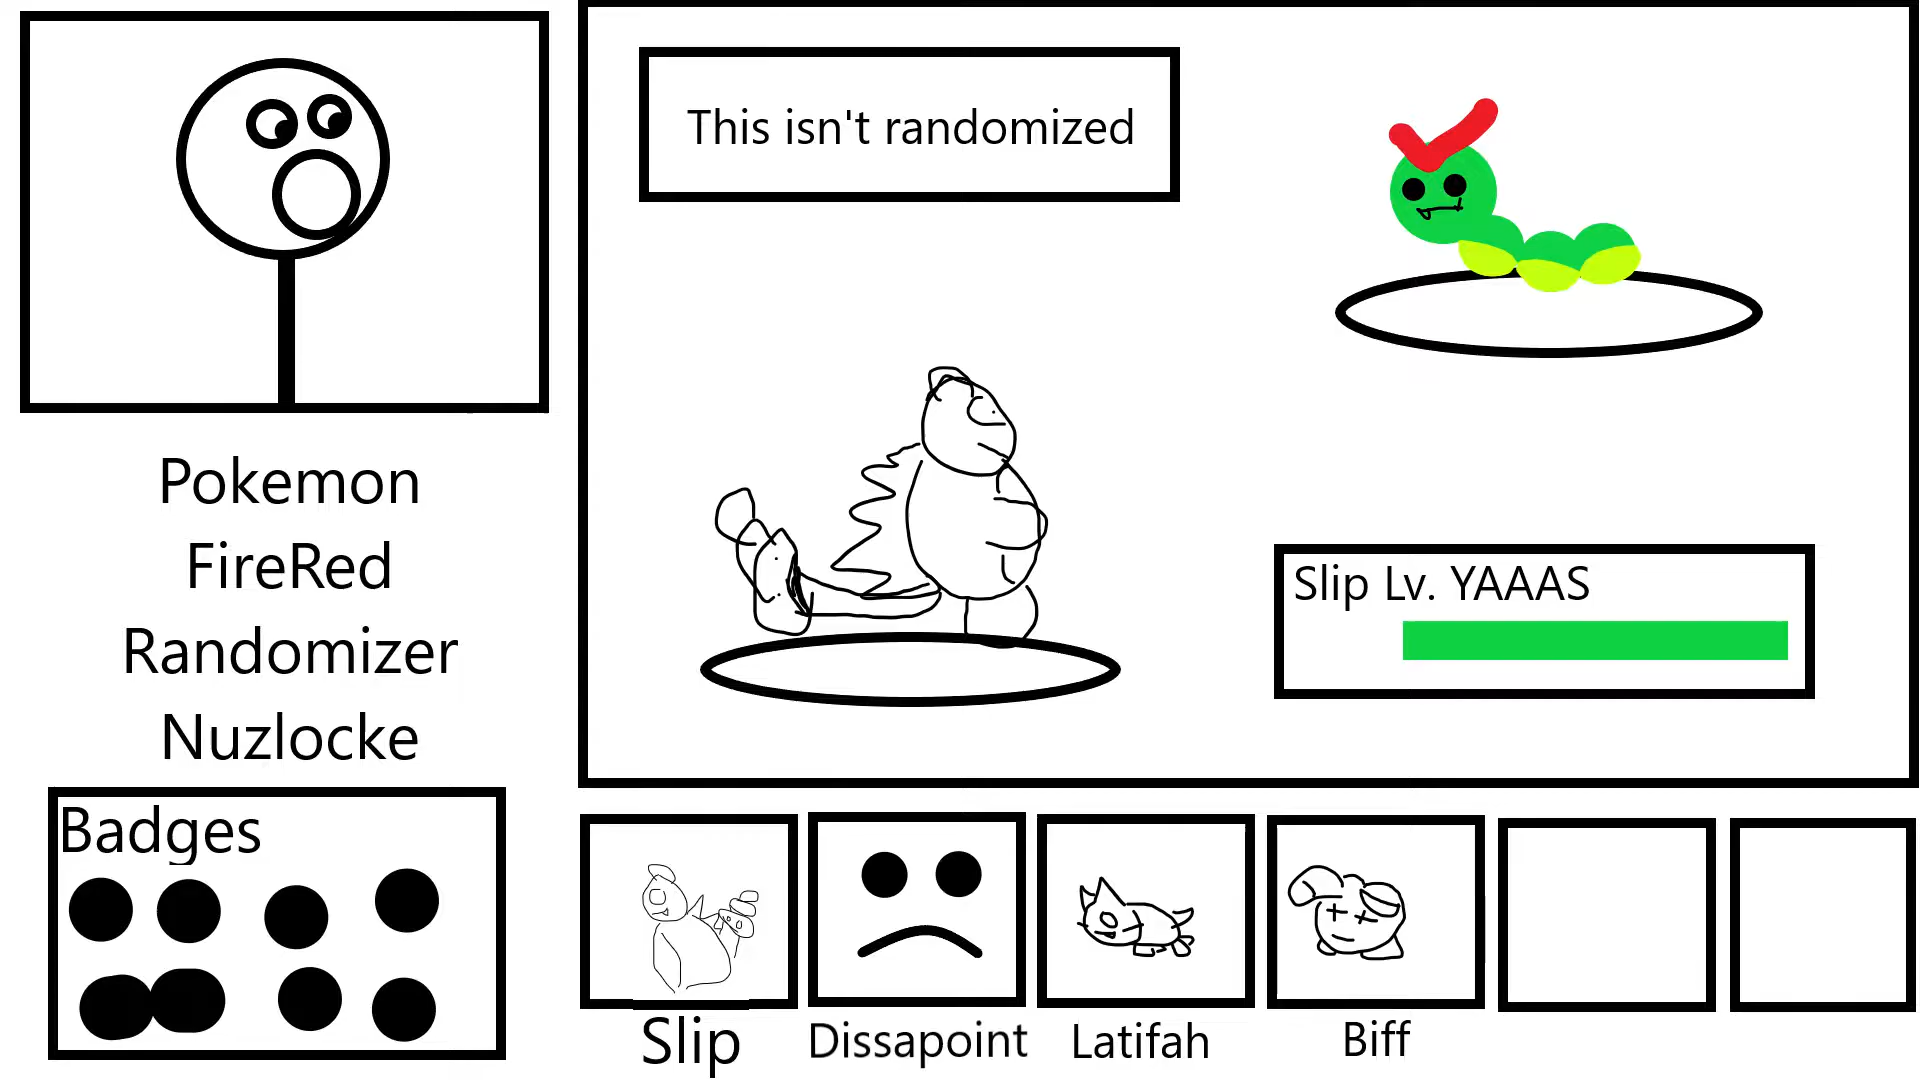 This isn't randomized
Pokemon
FireRed
Randomizer
Nuzlocke
Slip Lv. YAAAS
Badges
Slip
Dissapoint
Latifah
Biff